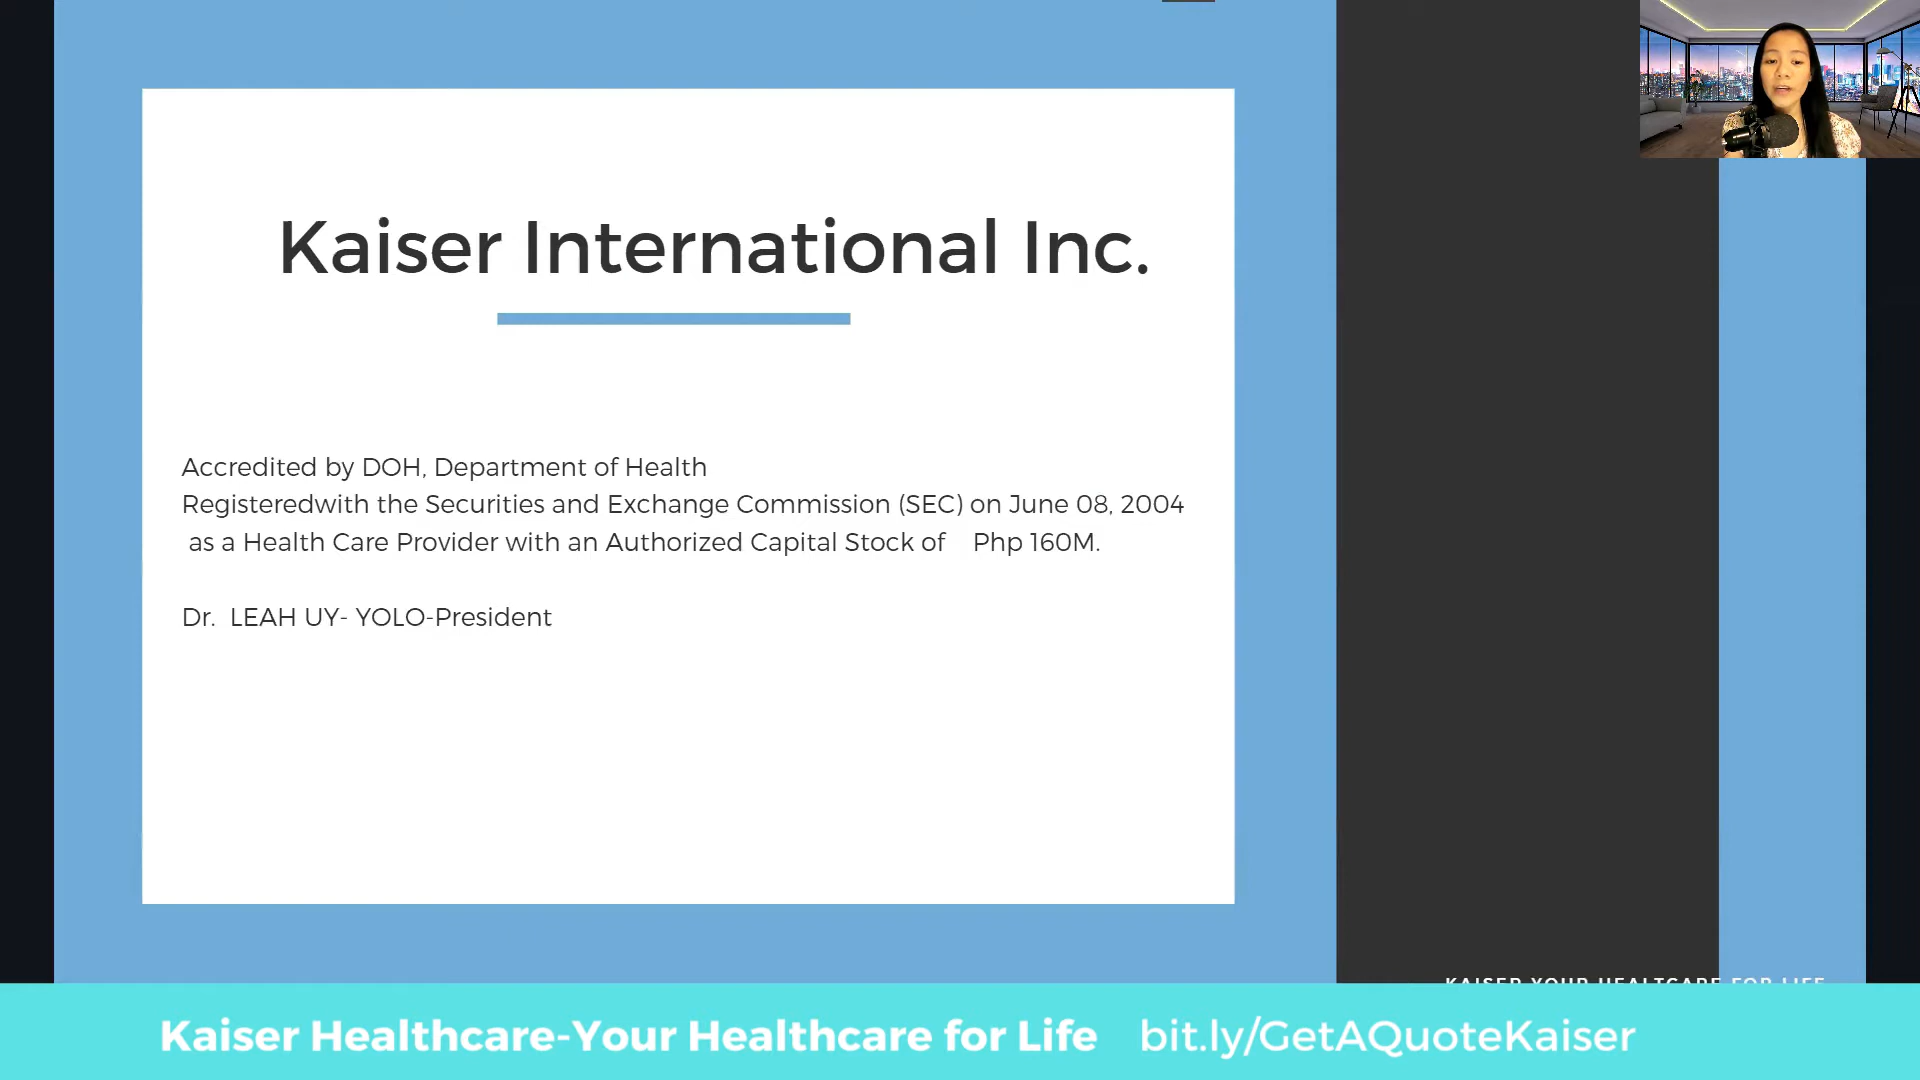 Kaiser International Inc.
Accredited by DOH, Department of Health
Registeredwith the Securities and Exchange Commission (SEC) on June 08, 2004
as a Health Care Provider with an Authorized Capital Stock of Php 160M.
Dr. LEAH UY- YOLO-President
KAISER YOUR HEALTCARE FOR LIFE
Kaiser Healthcare-Your Healthcare for Life bit.ly/GetAQuoteKaiser